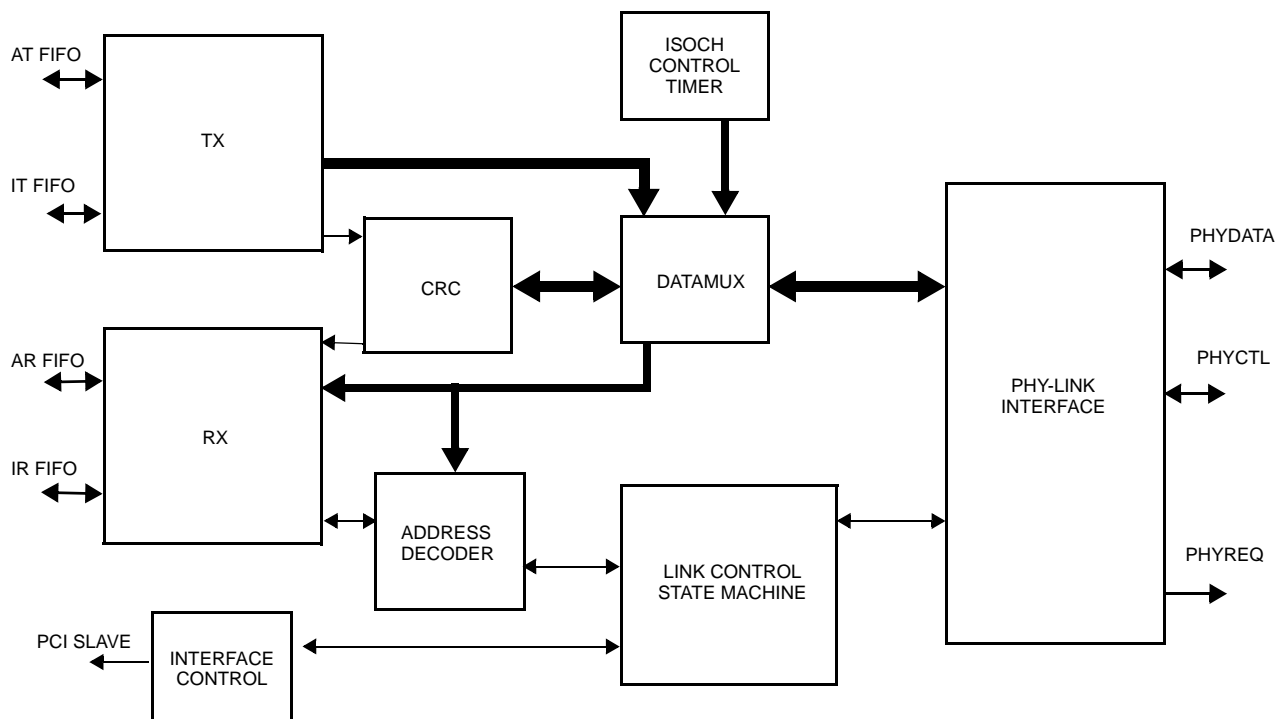 AT FIFO
ISOCH
CONTROL
TIMER
TX
IT FIFO
PHYDATA
CRC
DATAMUX
AR FIFO
PHYCTL
PHY-LINK
INTERFACE
RX
IR FIFO
ADDRESS
DECODER
PHYREQ
LINK CONTROL
STATE MACHINE
PCI SLAVE
INTERFACE
CONTROL